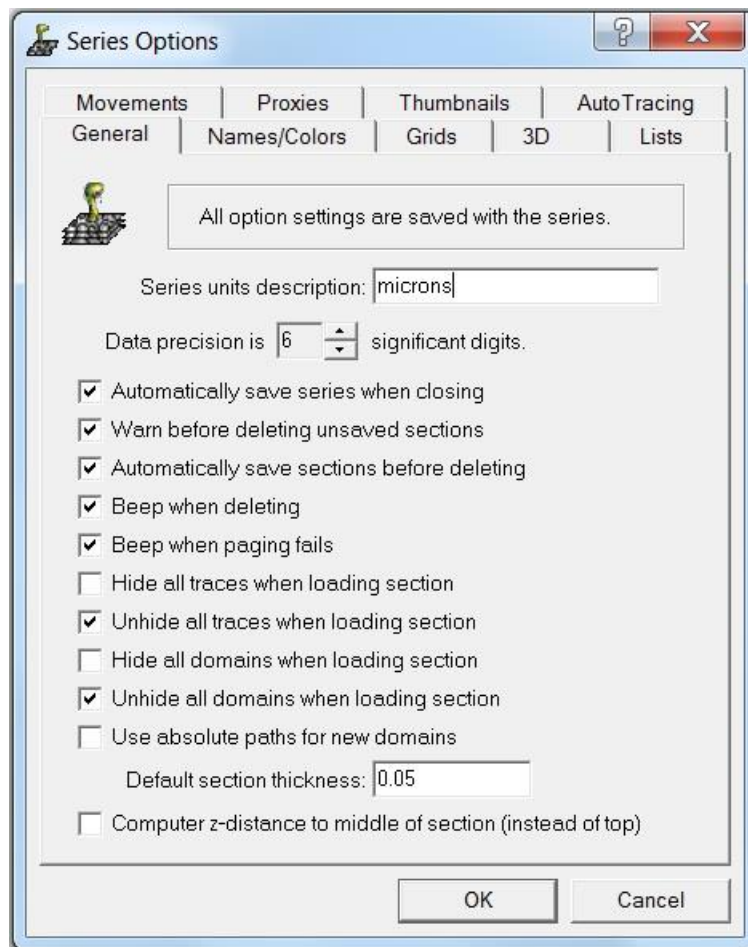 Series Options
Movements Proxies Thumbnails AutoTracing
General Names/Colors Grids 3D Lists
All option settings are saved with the series.
Series units description: microns
Data precision is 6 significant digits.
Automatically save series when closing
Warn before deleting unsaved sections
Automatically save sections before deleting
Beep when deleting
Beep when paging fails
Hide all traces when loading section
Unhide all traces when loading section
Hide all domains when loading section
Unhide all domains when loading section
Use absolute paths for new domains
Default section thickness: 0.05
Computer z-distance to middle of section (instead of top)
OK Cancel